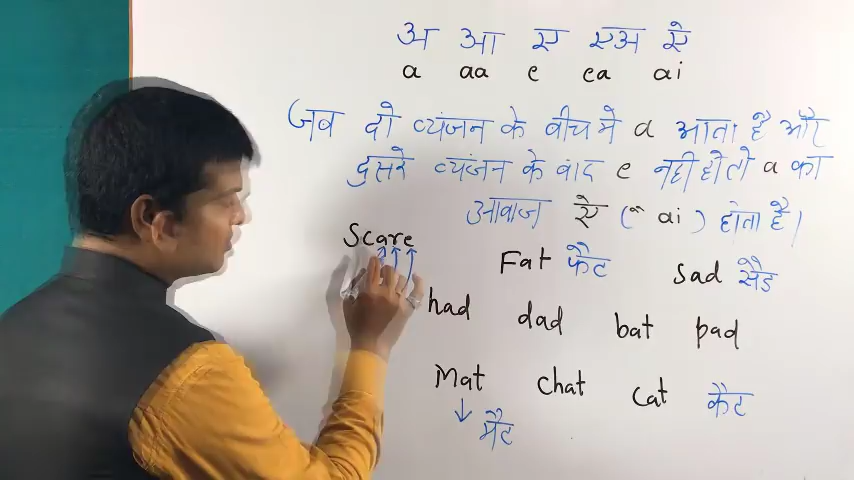 अ आ ए एअ ऐ
a aa e ea ai
जब दो व्यंजन के बीच मे a आता है और
दुसरे व्यंजन के बाद e नही हो तो a का
आवाज ऐ ( ai ) होता है।
Scare
Fat फैट Sad सैड
had dad bat pad
Mat chat cat कैट
मैट